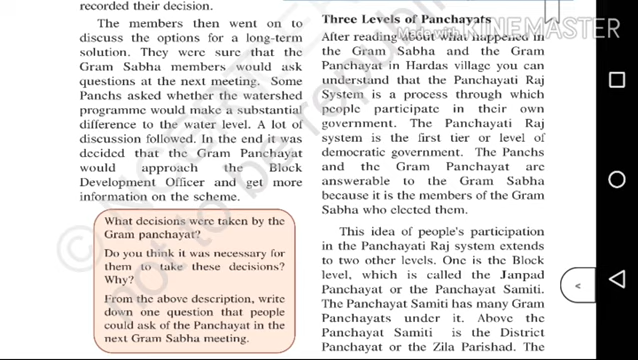 recorded their decision.
The members then went on to
discuss the options for a long-term
solution. They were sure that the
Gram Sabha members would ask
questions at the next meeting. Some
Panchs asked whether the watershed
programme would make a substantial
difference to the water level. A lot of
discussion followed. In the end it was
decided that the Gram Panchayat
would approach the Block
Development Officer and get more
information on the scheme.
What decisions were taken by the
Gram panchayat?
Do you think it was necessary for
them to take these decisions?
Why?
From the above description, write
down one question that people
could ask of the Panchayat in the
next Gram Sabha meeting.
Three Levels of Panchayats
Made with KINEMASTER
After reading about what happened in
the Gram Sabha and the Gram
Panchayat in Hardas village you can
understand that the Panchayati Raj
System is a process through which
people participate in their own
government. The Panchayati Raj
system is the first tier or level of
democratic government. The Panchs
and the Gram Panchayat are
answerable to the Gram Sabha
because it is the members of the Gram
Sabha who elected them.
This idea of people's participation
in the Panchayati Raj system extends
to two other levels. One is the Block
level, which is called the Janpad
Panchayat or the Panchayat Samiti.
The Panchayat Samiti has many Gram
Panchayats under it. Above the
Panchayat Samiti is the District
Panchayat or the Zila Parishad. The
© NCERT
not to be republished